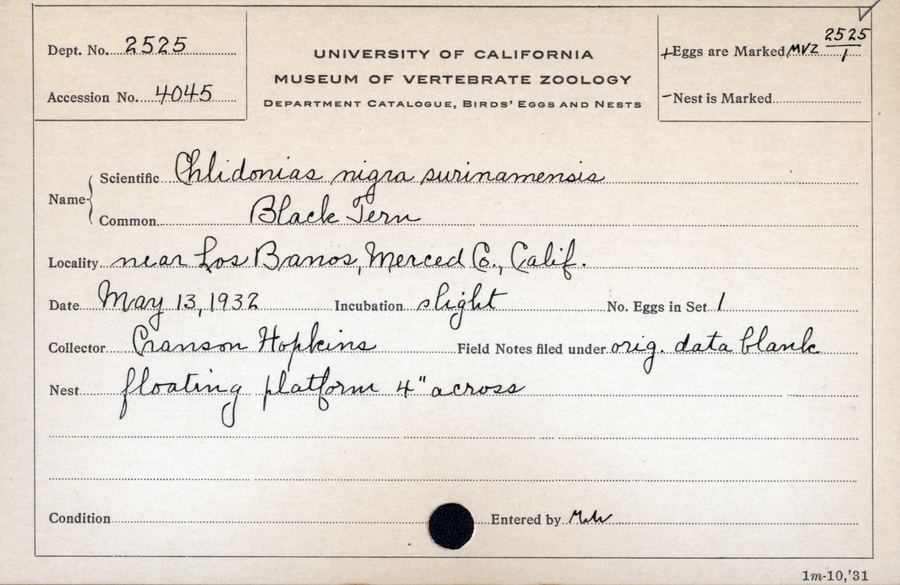 Dept. No. 2525
Accession No. 4045
UNIVERSITY OF CALIFORNIA
MUSEUM OF VERTEBRATE ZOOLOGY
DEPARTMENT CATALOGUE, BIRDS' EGGS AND NESTS
+Eggs are Marked MVZ 2525/1
-Nest is Marked
Name { Scientific Chlidonias nigra surinamensis
Common Black Tern
Locality near Los Banos, Merced Co., Calif.
Date May 13, 1932 Incubation slight No. Eggs in Set 1
Collector Cranson Hopkins Field Notes filed under orig. data blank
Nest floating platform 4" across
Condition Entered by
1m-10,'31